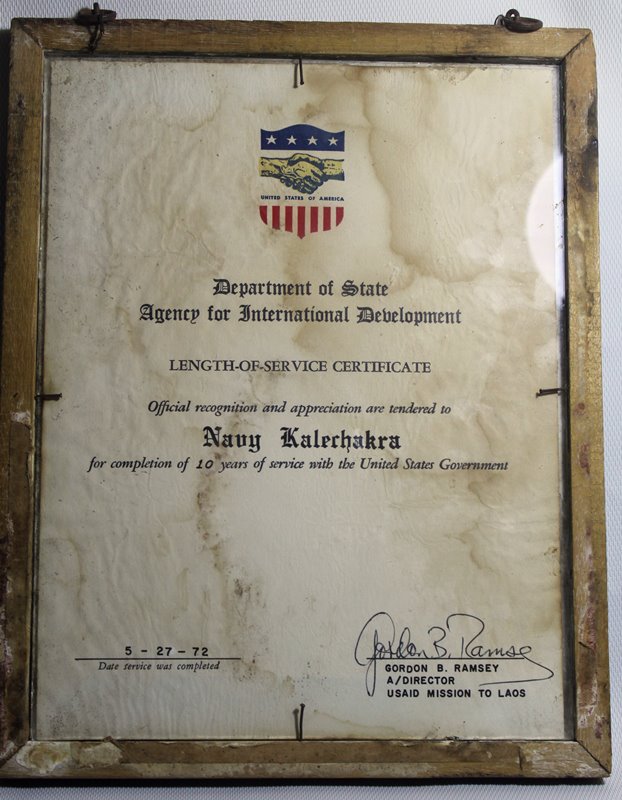 UNITED STATES OF AMERICA
Department of State
Agency for International Development
LENGTH-OF-SERVICE CERTIFICATE
Official recognition and appreciation are tendered to
Navy Kalechakra
for completion of 10 years of service with the United States Government
5 - 27 - 72
Date service was completed
Gordon B. Ramsey
GORDON B. RAMSEY
A/DIRECTOR
USAID MISSION TO LAOS